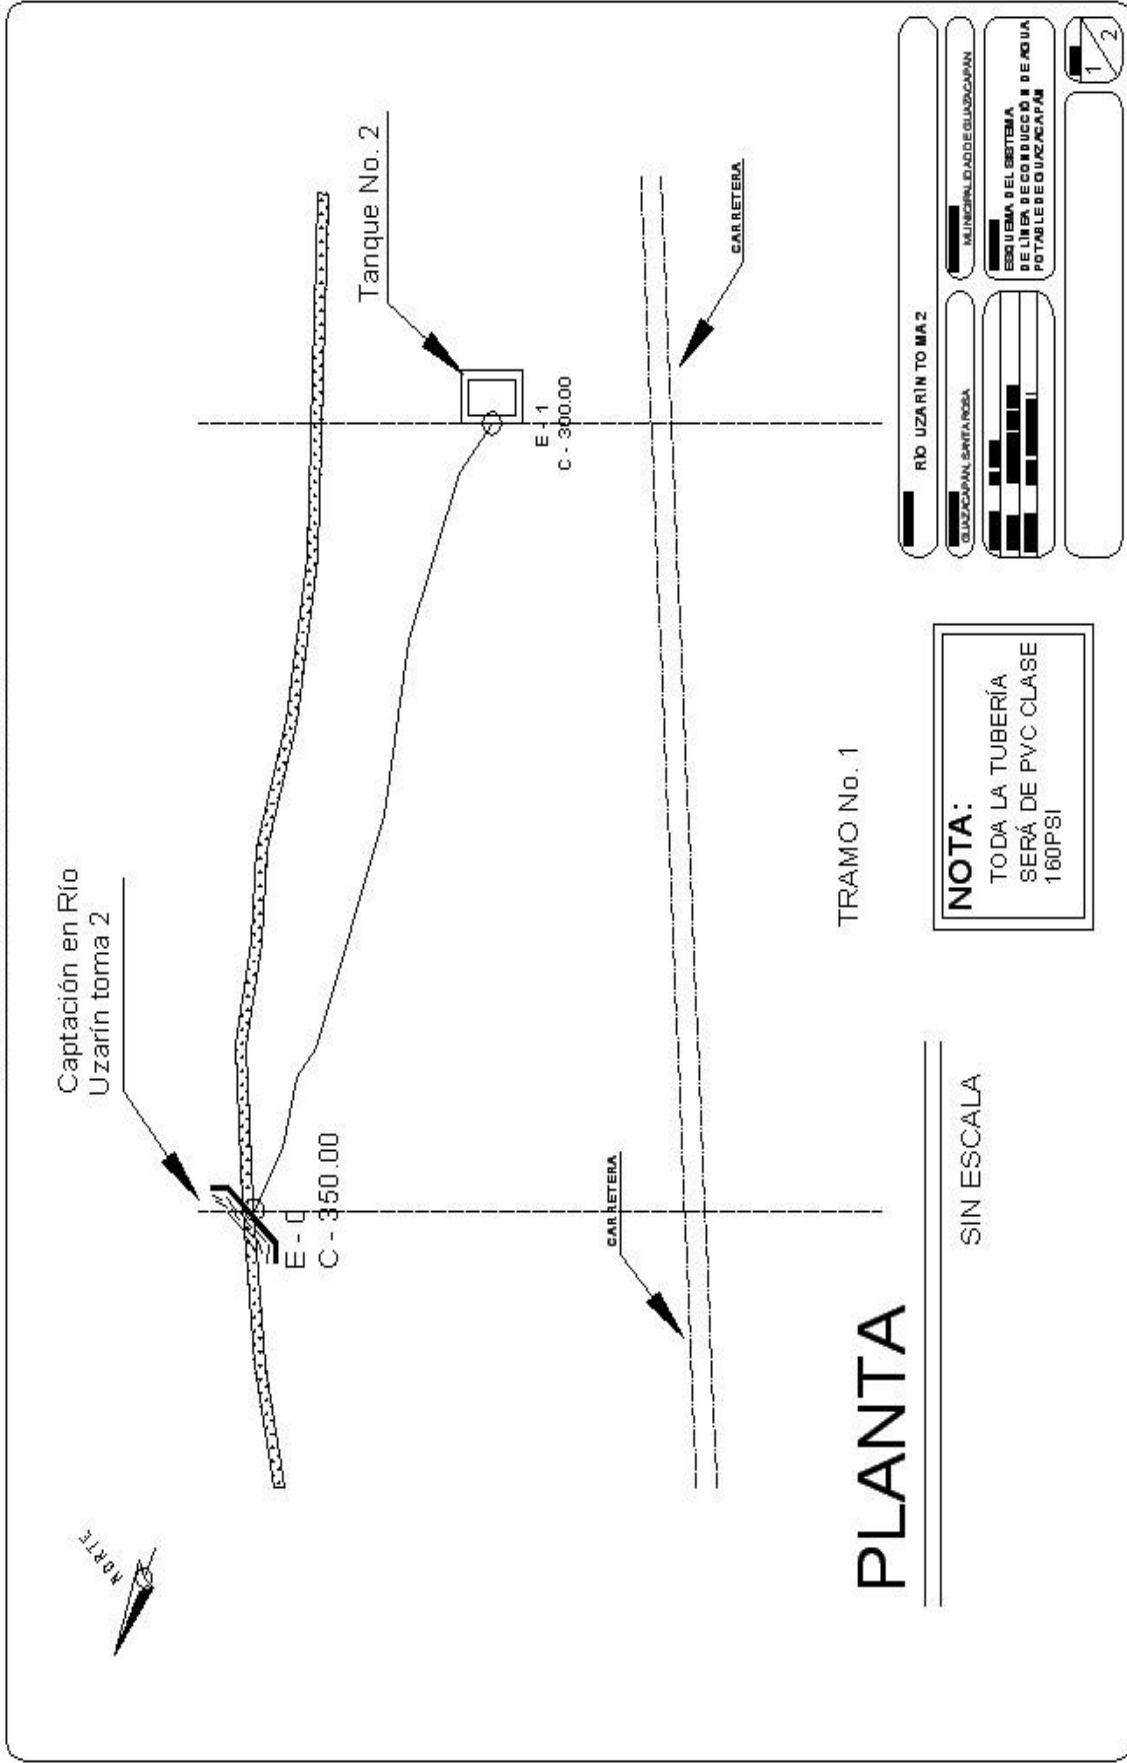 NORTE
Captación en Río
Uzarín toma 2
E - 0
C - 350.00
Tanque No. 2
E - 1
C - 300.00
CARRETERA
CARRETERA
TRAMO No. 1
PLANTA
SIN ESCALA
NOTA:
TODA LA TUBERÍA
SERÁ DE PVC CLASE
160PSI
RÍO UZARÍN TOMA 2
GUAZACAPAN, SANTA ROSA
MUNICIPALIDAD DE GUAZACAPAN
ESQUEMA DEL SISTEMA
DE LÍNEA DE CONDUCCIÓN DE AGUA
POTABLE DE GUAZACAPÁN
1
2